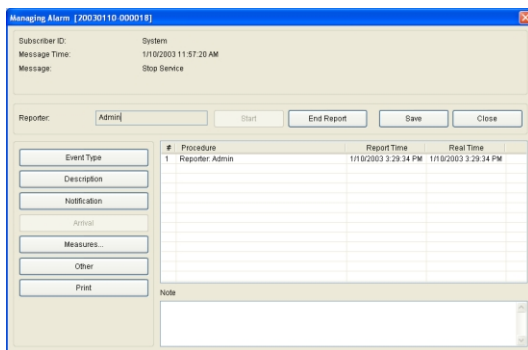 Managing Alarm [20030110-000018]
Subscriber ID: System
Message Time: 1/10/2003 11:57:20 AM
Message: Stop Service
Reporter: Admin Start End Report Save Close
Event Type
Description
Notification
Arrival
Measures...
Other
Print
# Procedure Report Time Real Time
1 Reporter: Admin 1/10/2003 3:29:34 PM 1/10/2003 3:29:34 PM
Note